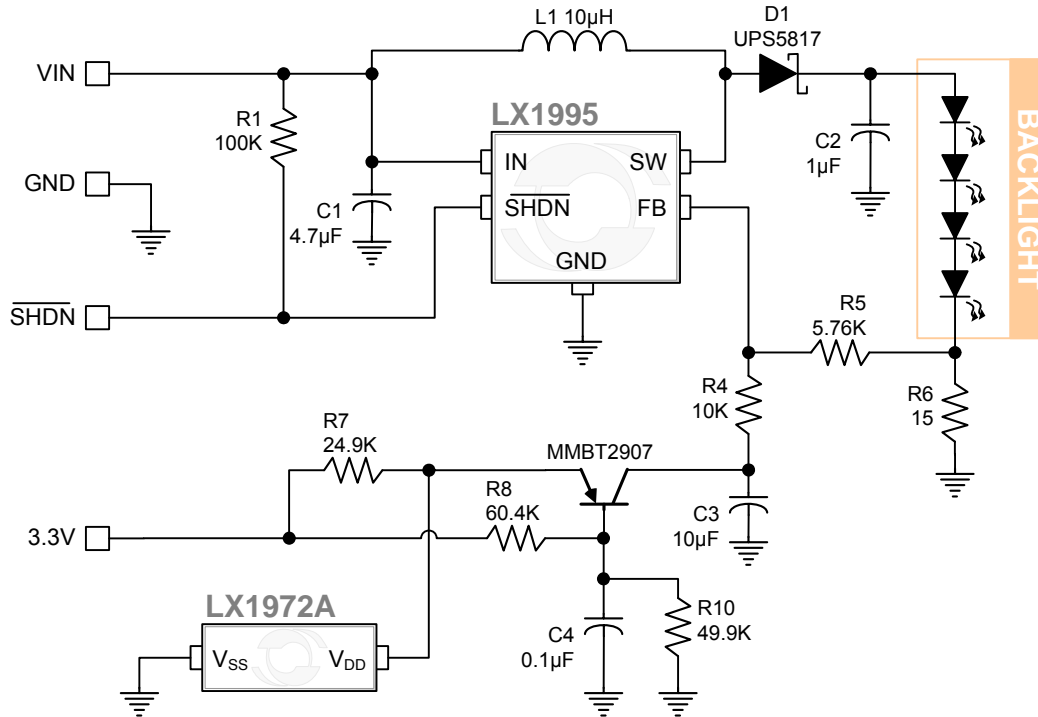 L1 10µH
D1
UPS5817
VIN
R1
100K
LX1995
IN
SW
C2
1µF
BACKLIGHT
GND
C1
4.7µF
SHDN
FB
GND
SHDN
R5
5.76K
R4
10K
R6
15
R7
24.9K
MMBT2907
R8
60.4K
C3
10µF
3.3V
LX1972A
VSS
VDD
C4
0.1µF
R10
49.9K